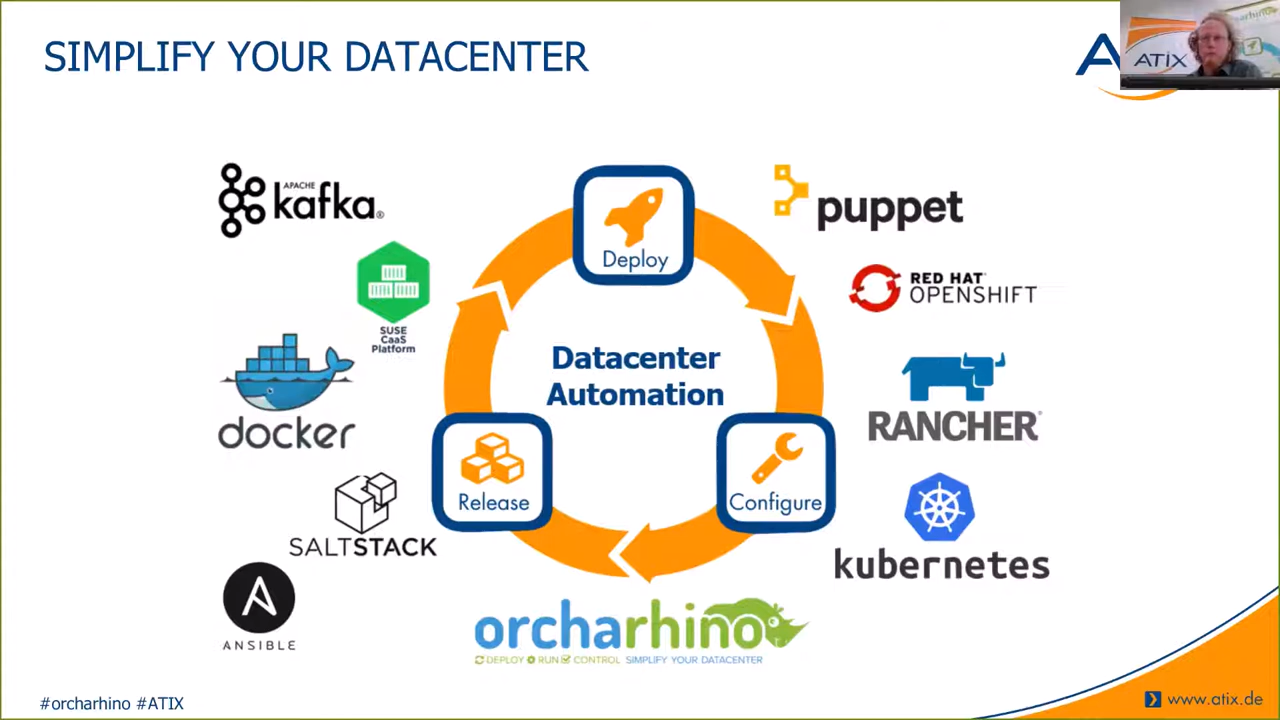 SIMPLIFY YOUR DATACENTER
ATIX
APACHE
kafka®
SUSE
CaaS
Platform
docker
SALTSTACK
ANSIBLE
Deploy
Datacenter
Automation
Release
Configure
puppet
RED HAT®
OPENSHIFT
RANCHER®
kubernetes
orcharhino
DEPLOY RUN CONTROL SIMPLIFY YOUR DATACENTER
#orcharhino #ATIX
www.atix.de